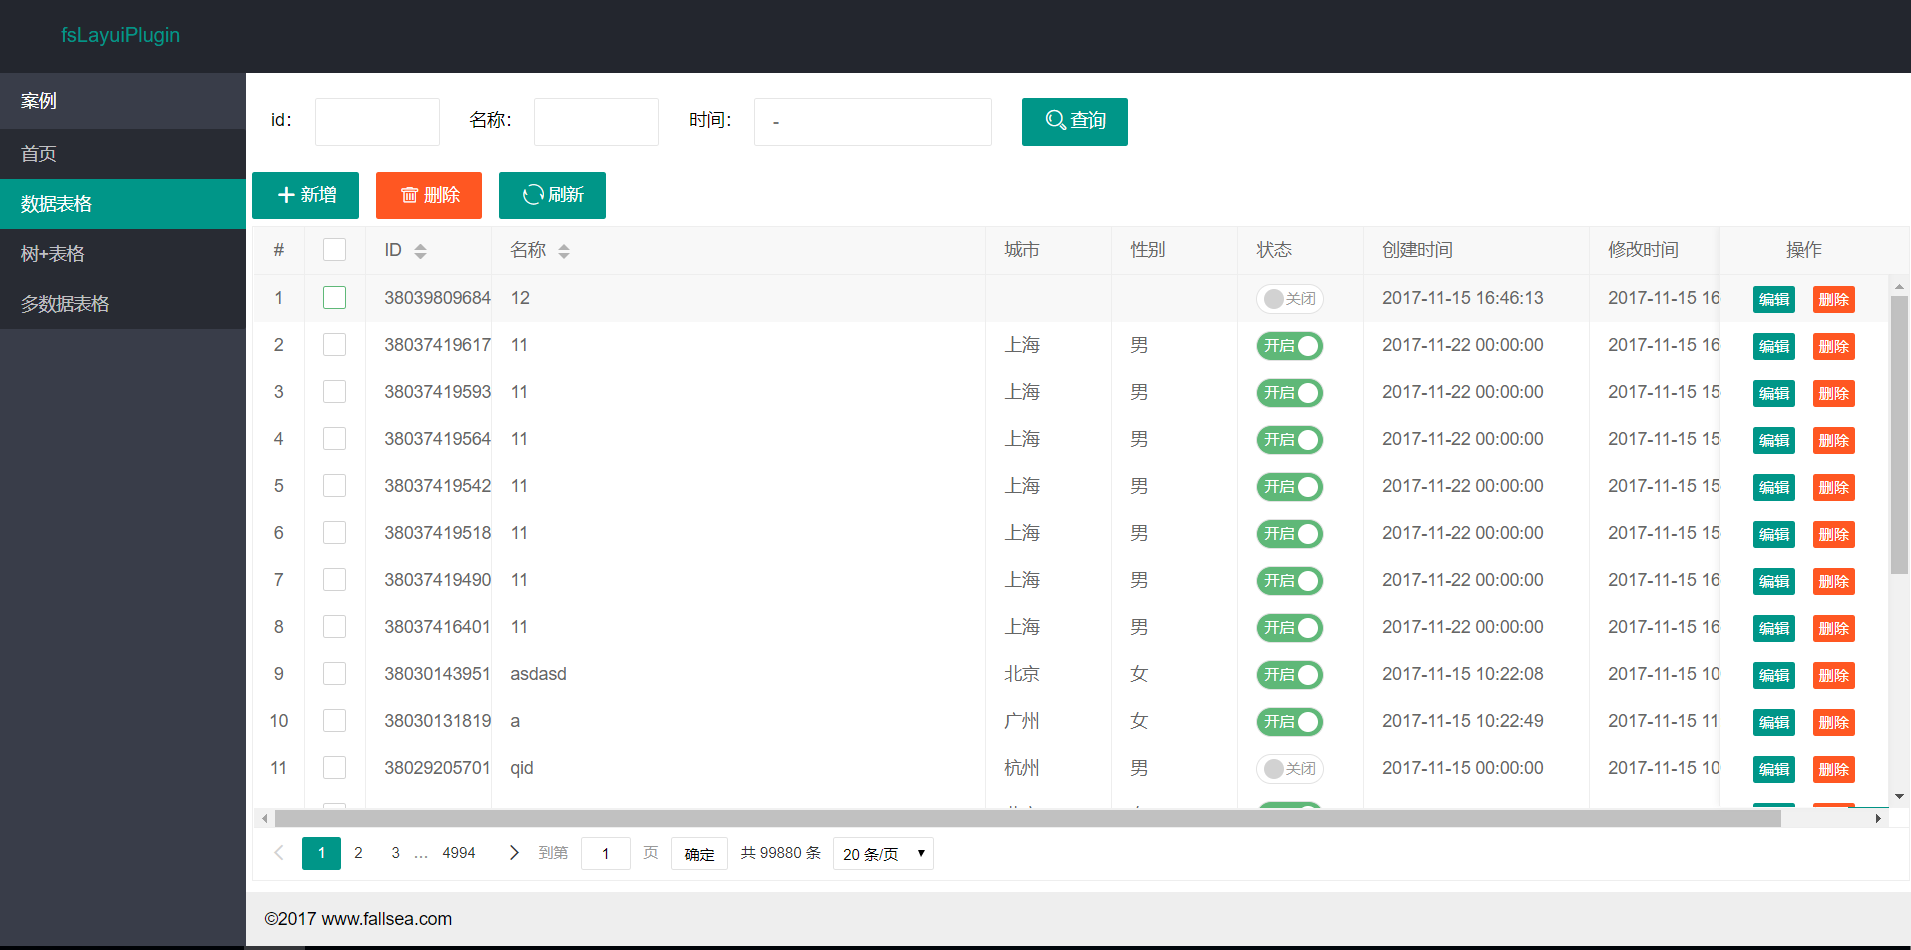 fsLayuiPlugin
案例
首页
数据表格
树+表格
多数据表格
id: 名称: 时间: - 查询
新增 删除 刷新
# ID 名称 城市 性别 状态 创建时间 修改时间 操作
1 38039809684 12 关闭 2017-11-15 16:46:13 2017-11-15 16 编辑 删除
2 38037419617 11 上海 男 开启 2017-11-22 00:00:00 2017-11-15 16 编辑 删除
3 38037419593 11 上海 男 开启 2017-11-22 00:00:00 2017-11-15 15 编辑 删除
4 38037419564 11 上海 男 开启 2017-11-22 00:00:00 2017-11-15 15 编辑 删除
5 38037419542 11 上海 男 开启 2017-11-22 00:00:00 2017-11-15 15 编辑 删除
6 38037419518 11 上海 男 开启 2017-11-22 00:00:00 2017-11-15 15 编辑 删除
7 38037419490 11 上海 男 开启 2017-11-22 00:00:00 2017-11-15 16 编辑 删除
8 38037416401 11 上海 男 开启 2017-11-22 00:00:00 2017-11-15 16 编辑 删除
9 38030143951 asdasd 北京 女 开启 2017-11-15 10:22:08 2017-11-15 10 编辑 删除
10 38030131819 a 广州 女 开启 2017-11-15 10:22:49 2017-11-15 11 编辑 删除
11 38029205701 qid 杭州 男 关闭 2017-11-15 00:00:00 2017-11-15 10 编辑 删除
1 2 3 ... 4994 到第 1 页 确定 共 99880 条 20 条/页
©2017 www.fallsea.com